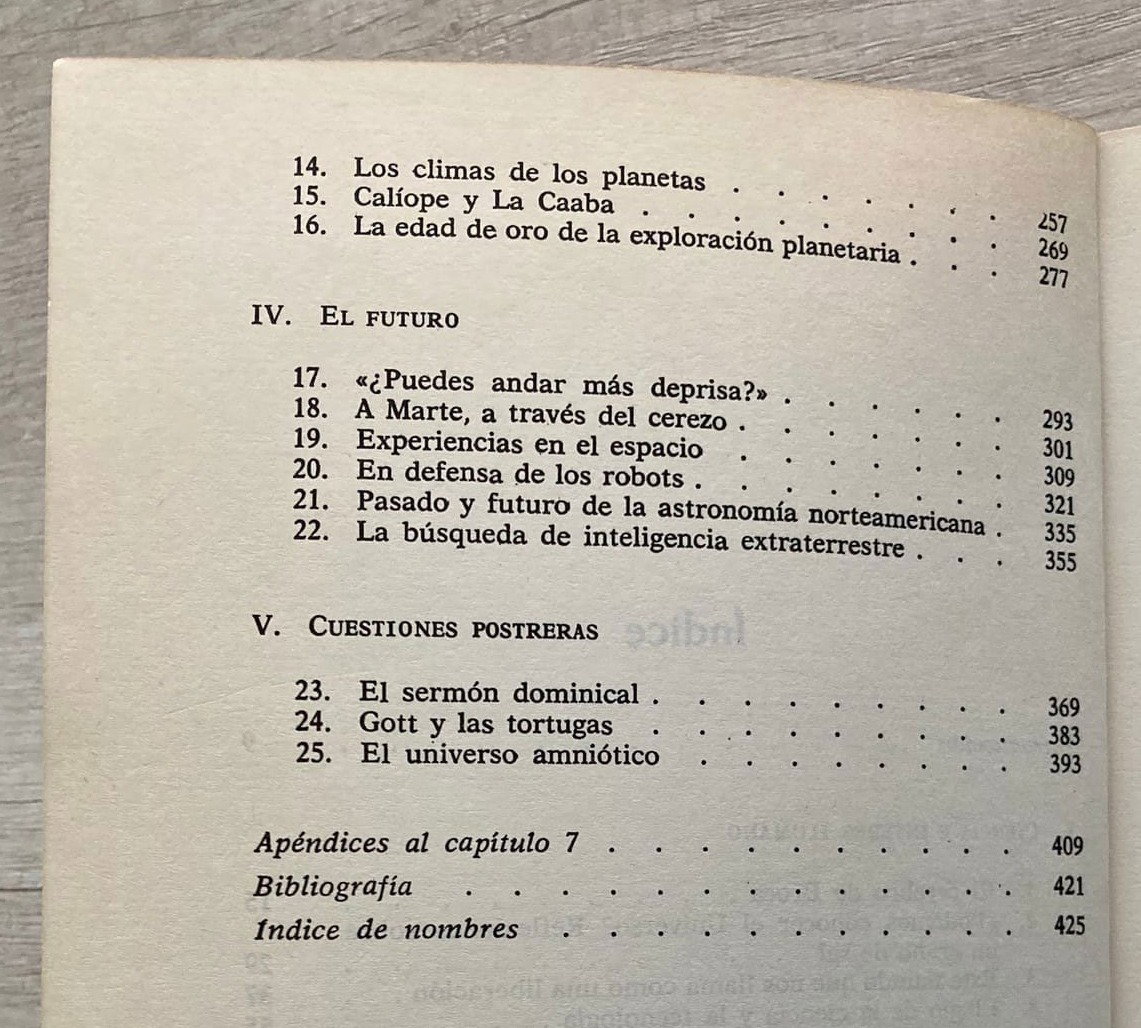 14. Los climas de los planetas . . . . . . . 257
15. Calíope y La Caaba . . . . . . . . . 269
16. La edad de oro de la exploración planetaria . . . 277
IV. El futuro
17. «¿Puedes andar más deprisa?» . . . . . . 293
18. A Marte, a través del cerezo . . . . . . . 301
19. Experiencias en el espacio . . . . . . . 309
20. En defensa de los robots . . . . . . . . 321
21. Pasado y futuro de la astronomía norteamericana . 335
22. La búsqueda de inteligencia extraterrestre . . . 355
V. Cuestiones postreras
23. El sermón dominical . . . . . . . . . 369
24. Gott y las tortugas . . . . . . . . . 383
25. El universo amniótico . . . . . . . . 393
Apéndices al capítulo 7 . . . . . . . . . . 409
Bibliografía . . . . . . . . . . . . . 421
Índice de nombres . . . . . . . . . . . 425